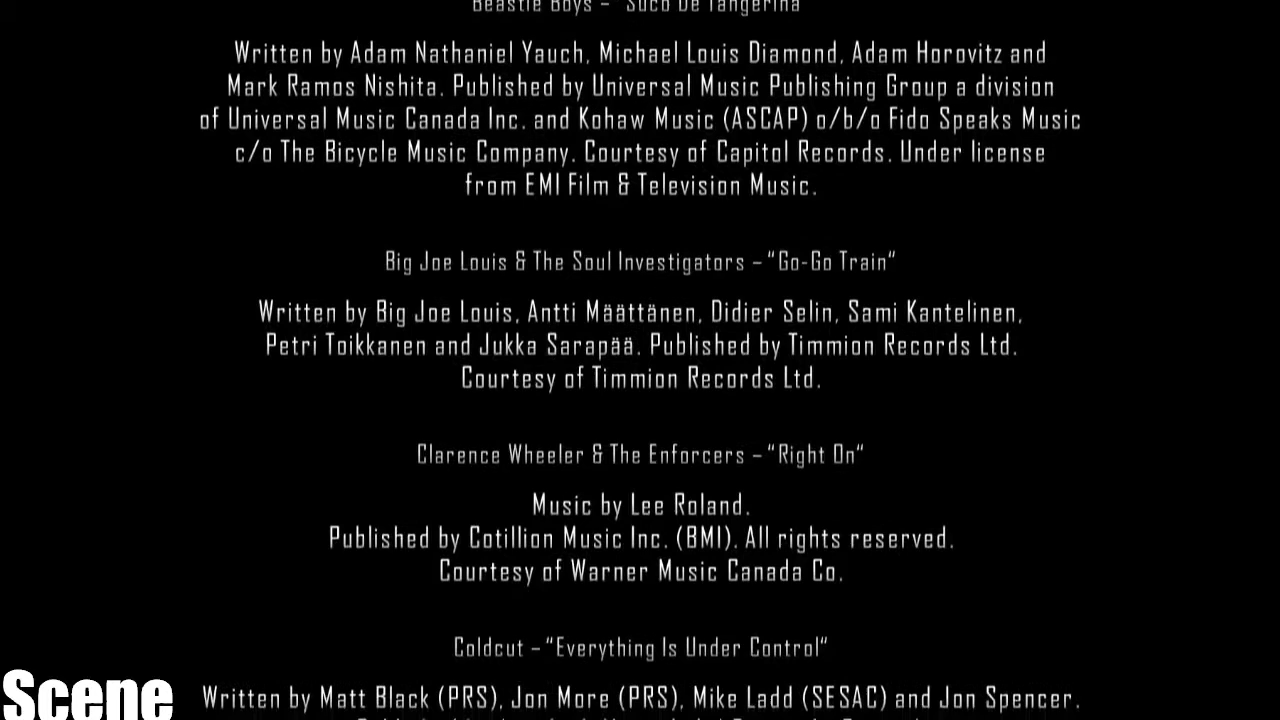 Beastie Boys – "Suco De Tangerina
Written by Adam Nathaniel Yauch, Michael Louis Diamond, Adam Horovitz and
Mark Ramos Nishita. Published by Universal Music Publishing Group a division
of Universal Music Canada Inc. and Kohaw Music (ASCAP) o/b/o Fido Speaks Music
c/o The Bicycle Music Company. Courtesy of Capitol Records. Under license
from EMI Film & Television Music.
Big Joe Louis & The Soul Investigators – "Go-Go Train"
Written by Big Joe Louis, Antti Määttänen, Didier Selin, Sami Kantelinen,
Petri Toikkanen and Jukka Sarapää. Published by Timmion Records Ltd.
Courtesy of Timmion Records Ltd.
Clarence Wheeler & The Enforcers – "Right On"
Music by Lee Roland.
Published by Cotillion Music Inc. (BMI). All rights reserved.
Courtesy of Warner Music Canada Co.
Coldcut – "Everything Is Under Control"
Written by Matt Black (PRS), Jon More (PRS), Mike Ladd (SESAC) and Jon Spencer.
Scene